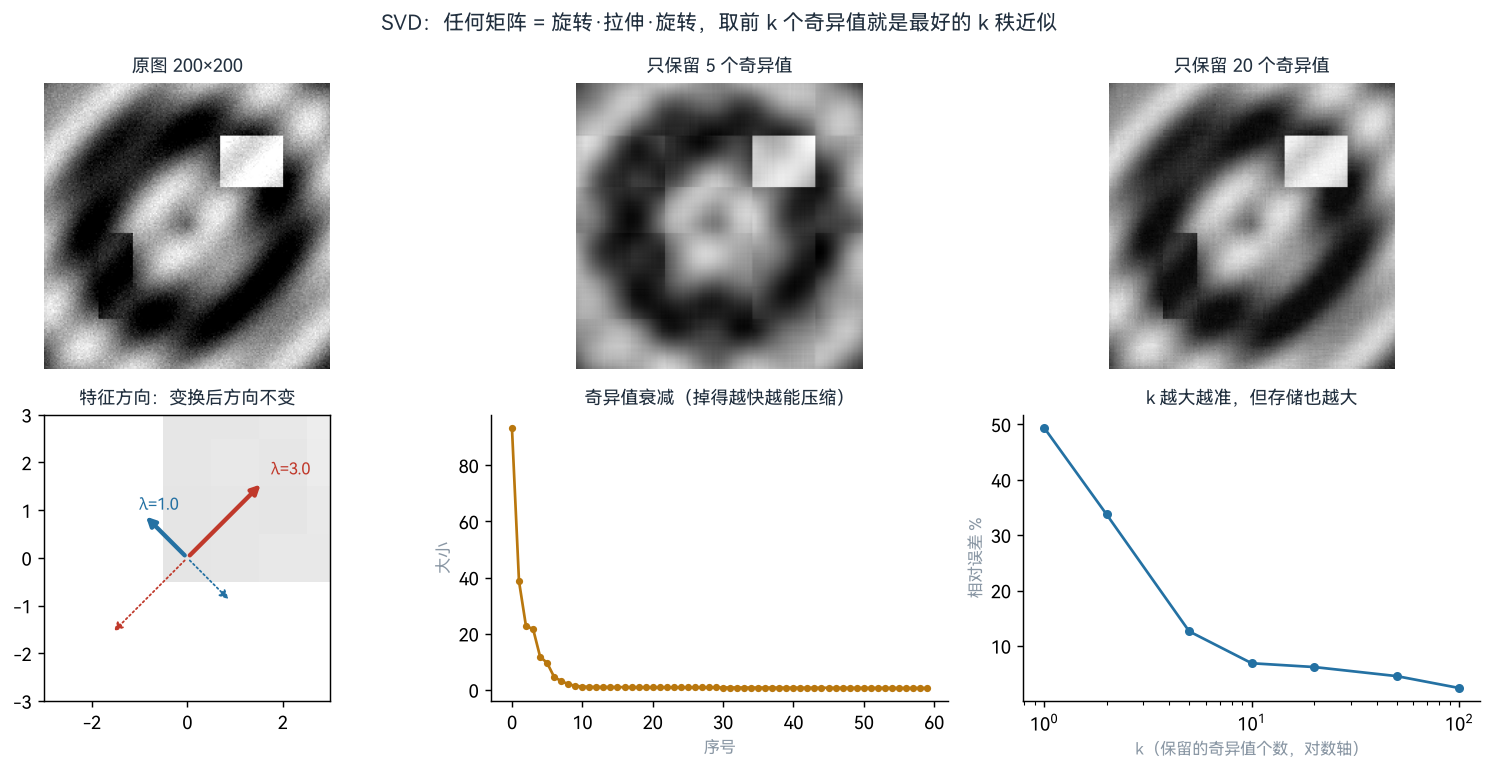 SVD：任何矩阵 = 旋转·拉伸·旋转，取前 k 个奇异值就是最好的 k 秩近似
原图 200×200
只保留 5 个奇异值
只保留 20 个奇异值
特征方向：变换后方向不变
3
2
1
0
−1
−2
−3
−2
0
2
λ=3.0
λ=1.0
奇异值衰减（掉得越快越能压缩）
大小
80
60
40
20
0
0
10
20
30
40
50
60
序号
k 越大越准，但存储也越大
相对误差 %
50
40
30
20
10
10⁰
10¹
10²
k（保留的奇异值个数，对数轴）